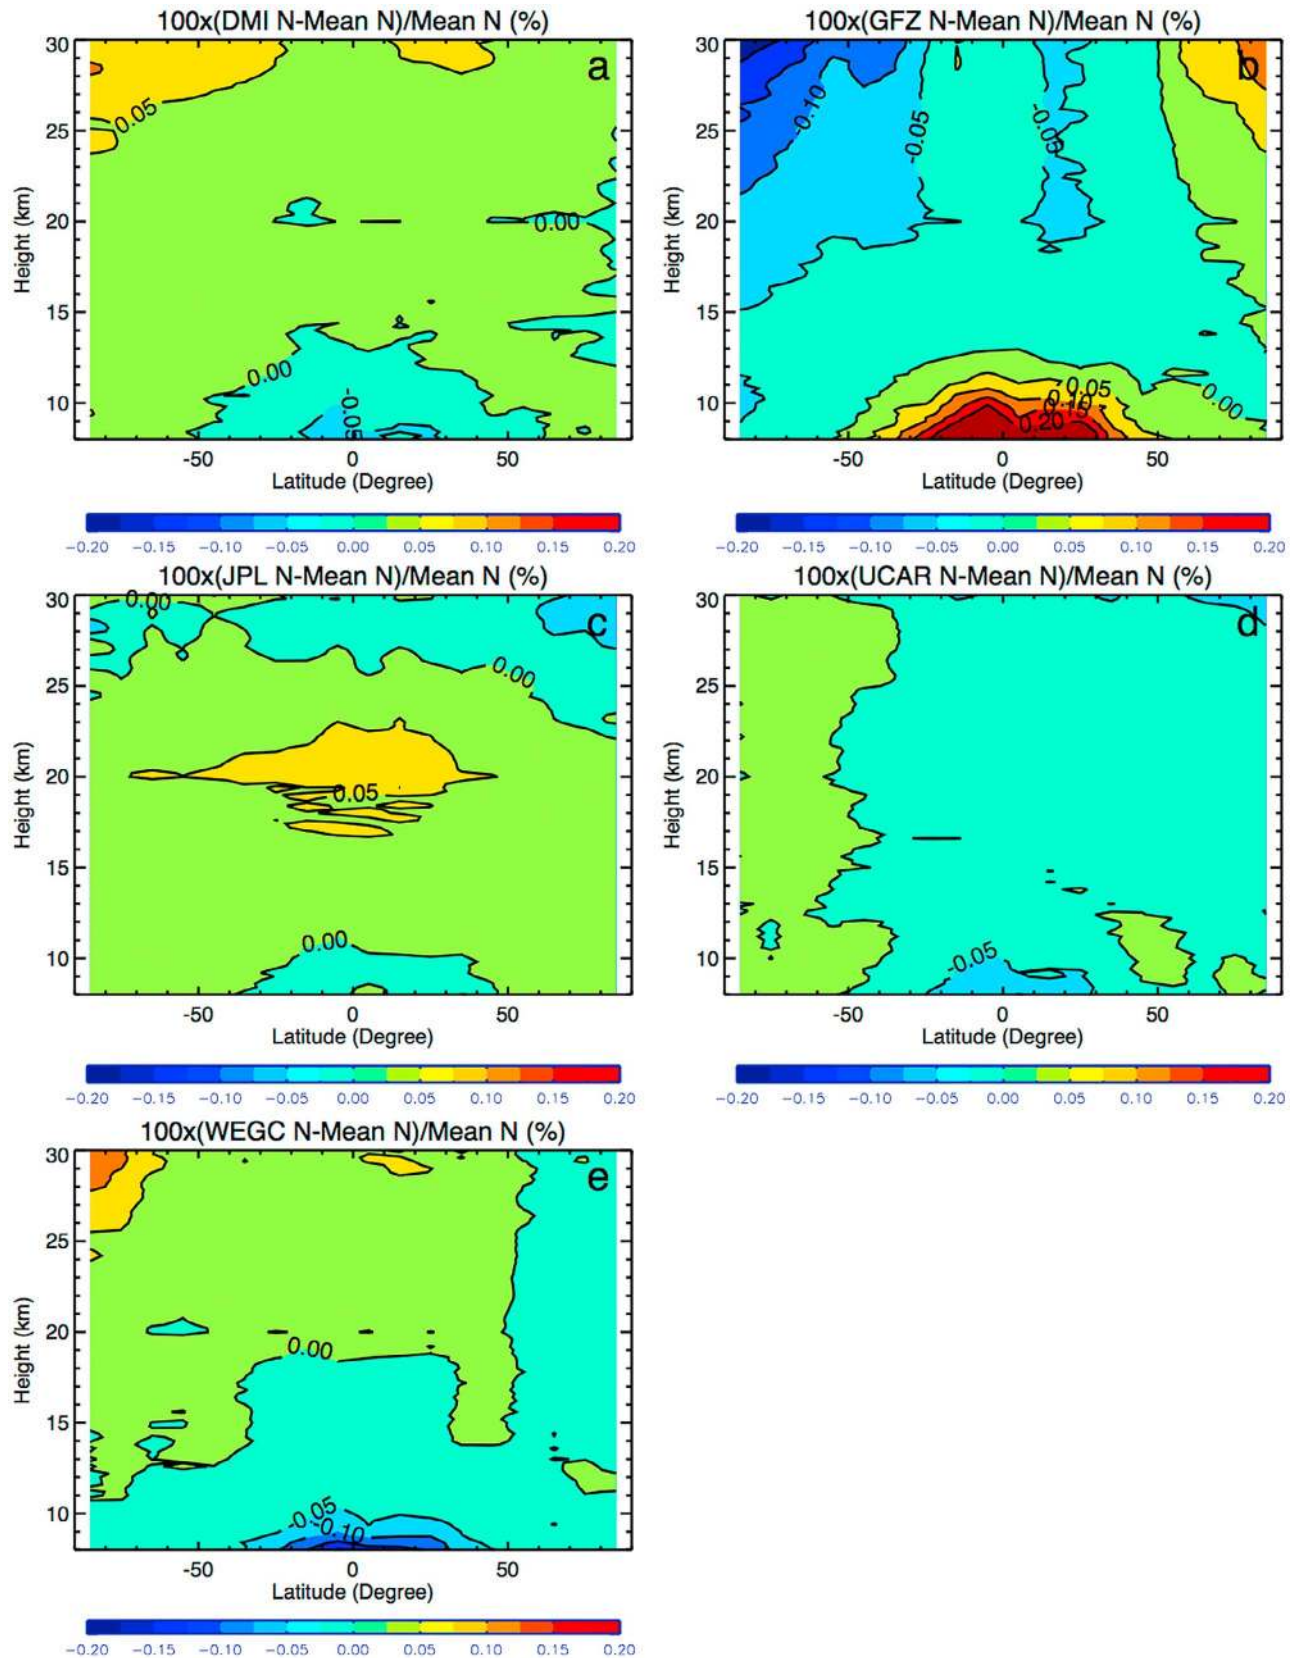 100x(DMI N-Mean N)/Mean N (%)
a
30
25
20
15
10
Height (km)
0.05
0.00
0.00
-0.05
-50 0 50
Latitude (Degree)
-0.20 -0.15 -0.10 -0.05 0.00 0.05 0.10 0.15 0.20
100x(GFZ N-Mean N)/Mean N (%)
b
30
25
20
15
10
Height (km)
-0.10
-0.05
0.05
0.10
0.20
0.00
-50 0 50
Latitude (Degree)
-0.20 -0.15 -0.10 -0.05 0.00 0.05 0.10 0.15 0.20
100x(JPL N-Mean N)/Mean N (%)
c
30
25
20
15
10
Height (km)
0.00
0.00
0.05
0.00
-50 0 50
Latitude (Degree)
-0.20 -0.15 -0.10 -0.05 0.00 0.05 0.10 0.15 0.20
100x(UCAR N-Mean N)/Mean N (%)
d
30
25
20
15
10
Height (km)
-0.05
-50 0 50
Latitude (Degree)
-0.20 -0.15 -0.10 -0.05 0.00 0.05 0.10 0.15 0.20
100x(WEGC N-Mean N)/Mean N (%)
e
30
25
20
15
10
Height (km)
0.00
-0.05
-0.10
-50 0 50
Latitude (Degree)
-0.20 -0.15 -0.10 -0.05 0.00 0.05 0.10 0.15 0.20